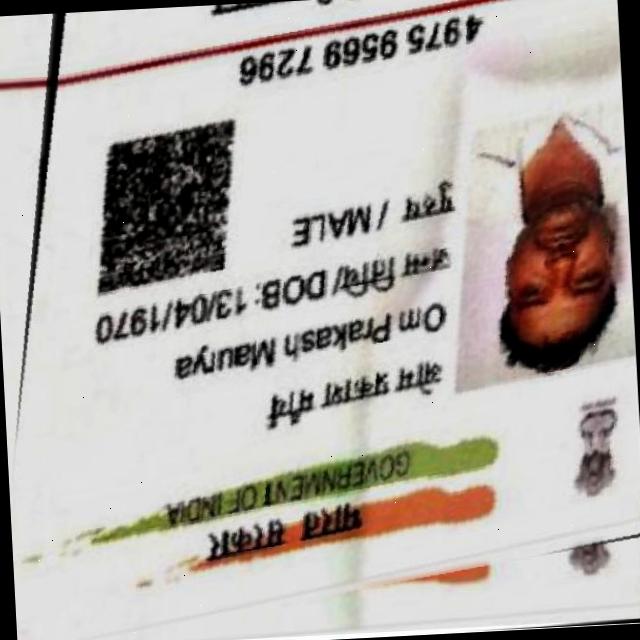 भारत सरकार
GOVERNMENT OF INDIA
ओम प्रकाश मौर्य
Om Prakash Maurya
जन्म तिथि/ DOB: 13/04/1970
पुरुष / MALE
4975 9569 7296